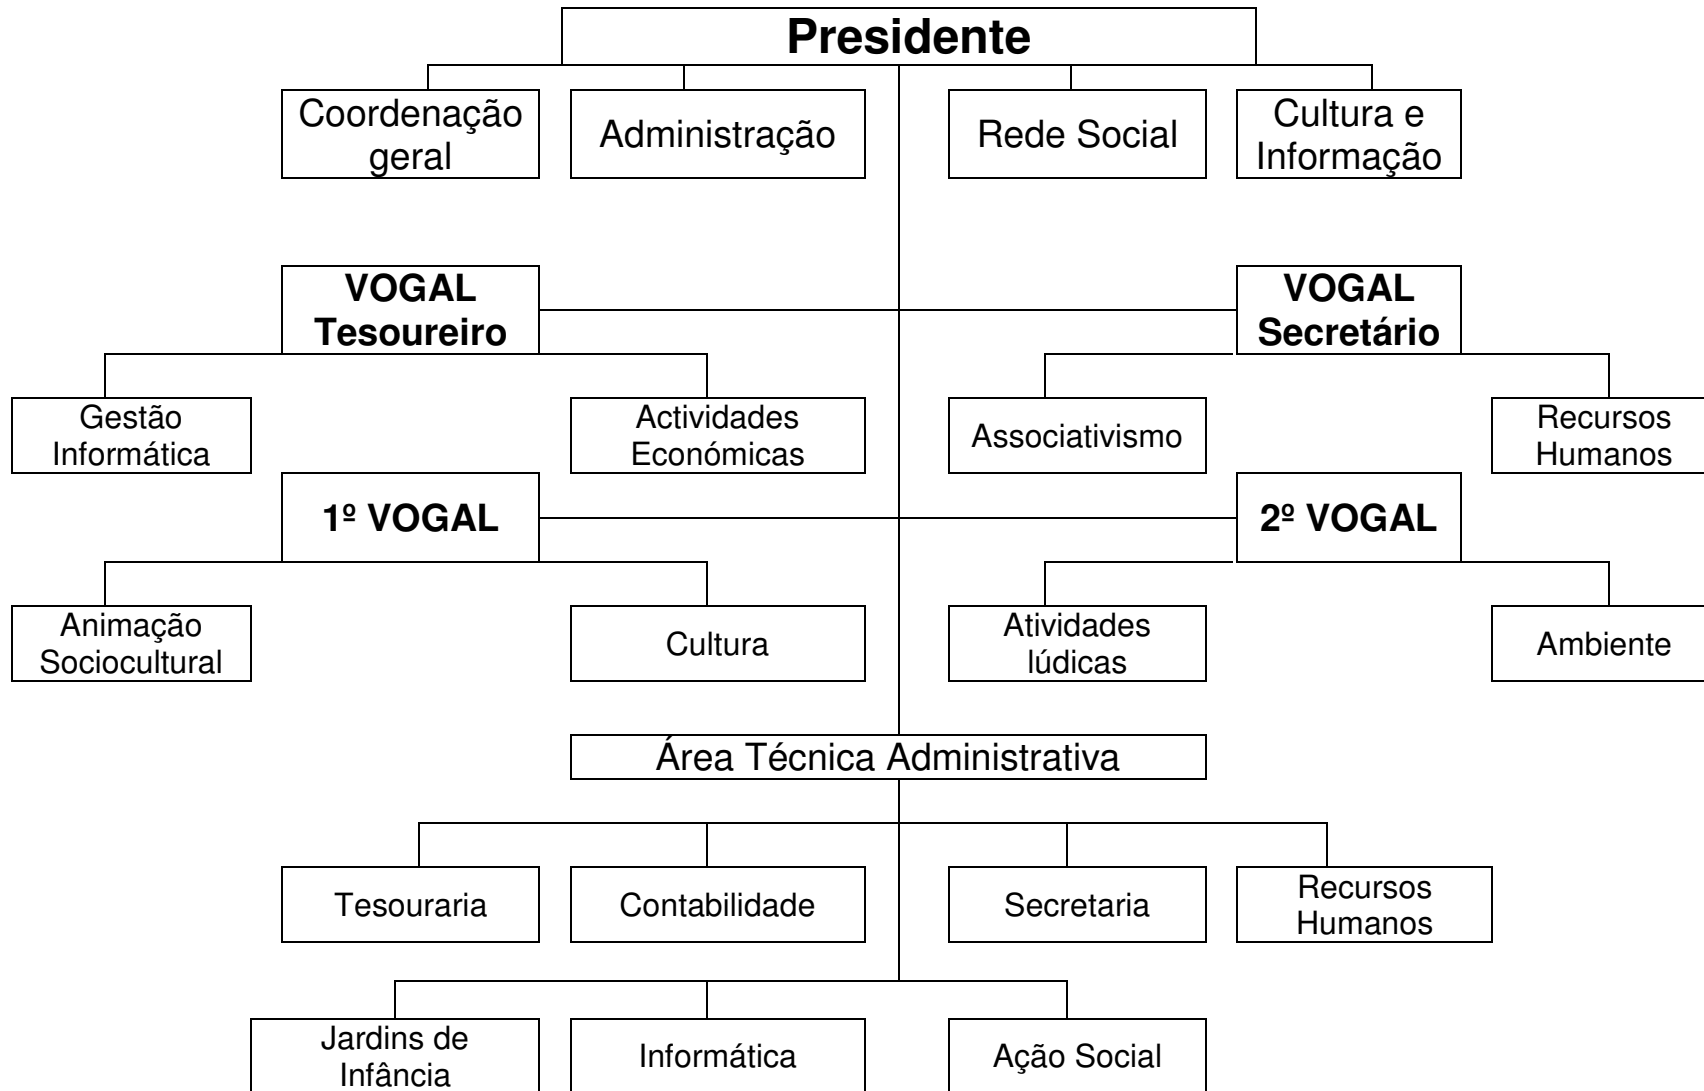 Presidente
Coordenação
geral
Administração
Rede Social
Cultura e
Informação
VOGAL
Tesoureiro
VOGAL
Secretário
Gestão
Informática
Actividades
Económicas
Associativismo
Recursos
Humanos
1º VOGAL
2º VOGAL
Animação
Sociocultural
Cultura
Atividades
lúdicas
Ambiente
Área Técnica Administrativa
Tesouraria
Contabilidade
Secretaria
Recursos
Humanos
Jardins de
Infância
Informática
Ação Social